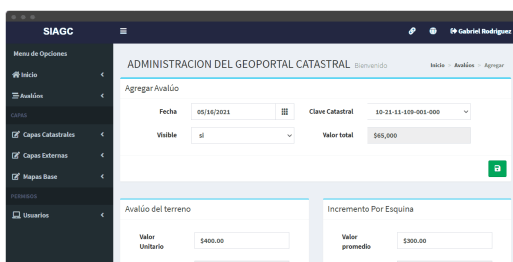 SIAGC
Gabriel Rodriguez
Menu de Opciones
Inicio
Avalúos
CAPAS
Capas Catastrales
Capas Externas
Mapas Base
PERMISOS
Usuarios
ADMINISTRACION DEL GEOPORTAL CATASTRAL Bienvenido
Inicio > Avalúos > Agregar
Agregar Avalúo
Fecha 05/16/2021 Clave Catastral 10-21-11-109-001-000
Visible si Valor total $65,000
Avalúo del terreno
Incremento Por Esquina
Valor Unitario $400.00
Valor promedio $300.00